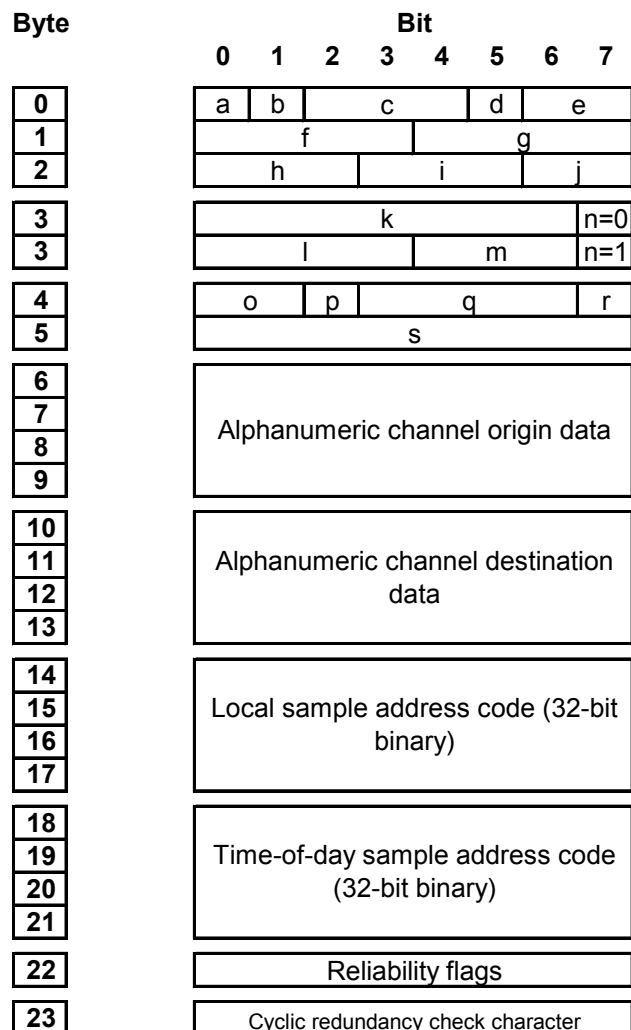 Byte Bit
0 1 2 3 4 5 6 7
0 a b c d e
1 f g
2 h i j
3 k n=0
3 l m n=1
4 o p q r
5 s
6
7
Alphanumeric channel origin data
8
9
10
11 Alphanumeric channel destination
12 data
13
14
15 Local sample address code (32-bit
16 binary)
17
18
19 Time-of-day sample address code
20 (32-bit binary)
21
22 Reliability flags
23 Cyclic redundancy check character